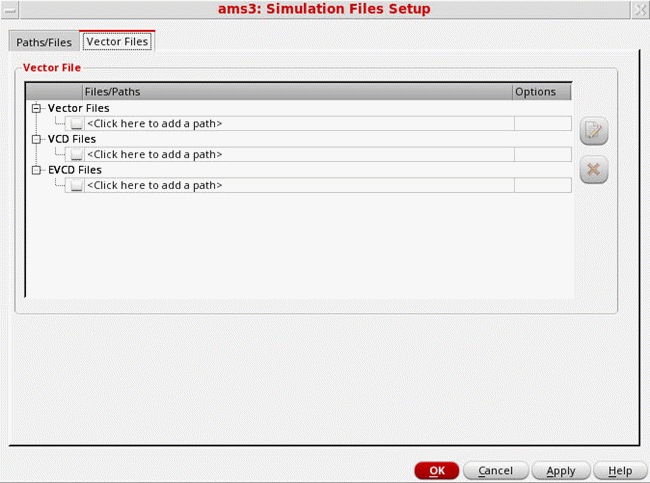 ams3: Simulation Files Setup
Paths/Files Vector Files
Vector File
Files/Paths Options
Vector Files
<Click here to add a path>
VCD Files
<Click here to add a path>
EVCD Files
<Click here to add a path>
OK Cancel Apply Help